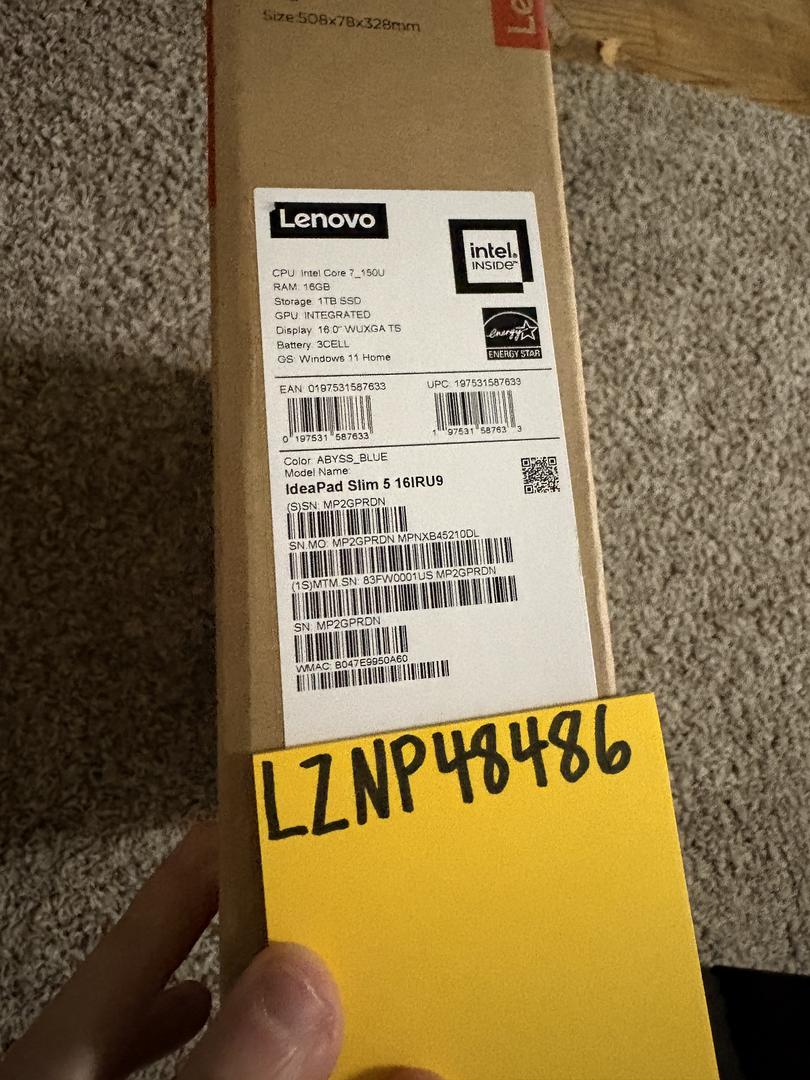 Size:508x78x328mm
Le
Lenovo
intel.
INSIDE™
CPU: Intel Core 7_150U
RAM: 16GB
Storage: 1TB SSD
GPU: INTEGRATED
Display: 16.0" WUXGA TS
Battery: 3CELL
OS: Windows 11 Home
energy
ENERGY STAR
EAN: 0197531587633
UPC: 197531587633
0 197531 587633
1 97531 58763 3
Color: ABYSS_BLUE
Model Name:
IdeaPad Slim 5 16IRU9
(S)SN: MP2GPRDN
SN.MO: MP2GPRDN MPNXB45210DL
(1S)MTM.SN: 83FW0001US MP2GPRDN
SN: MP2GPRDN
WMAC: B047E9950A60
LZNP48486